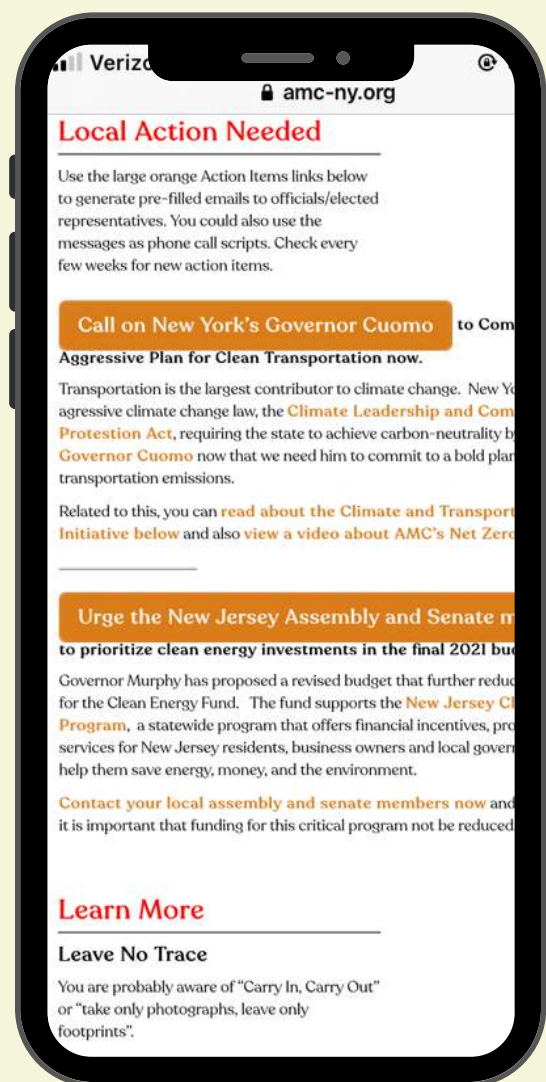 amc-ny.org
Local Action Needed
Use the large orange Action Items links below
to generate pre-filled emails to officials/elected
representatives. You could also use the
messages as phone call scripts. Check every
few weeks for new action items.
Call on New York's Governor Cuomo to Com
Aggressive Plan for Clean Transportation now.
Transportation is the largest contributor to climate change. New Yo
agressive climate change law, the Climate Leadership and Com
Protestion Act, requiring the state to achieve carbon-neutrality b
Governor Cuomo now that we need him to commit to a bold plan
transportation emissions.
Related to this, you can read about the Climate and Transport
Initiative below and also view a video about AMC's Net Zero
Urge the New Jersey Assembly and Senate m
to prioritize clean energy investments in the final 2021 bu
Governor Murphy has proposed a revised budget that further reduc
for the Clean Energy Fund. The fund supports the New Jersey Cl
Program, a statewide program that offers financial incentives, pro
services for New Jersey residents, business owners and local govern
help them save energy, money, and the environment.
Contact your local assembly and senate members now and
it is important that funding for this critical program not be reduced
Learn More
Leave No Trace
You are probably aware of "Carry In, Carry Out"
or "take only photographs, leave only
footprints".